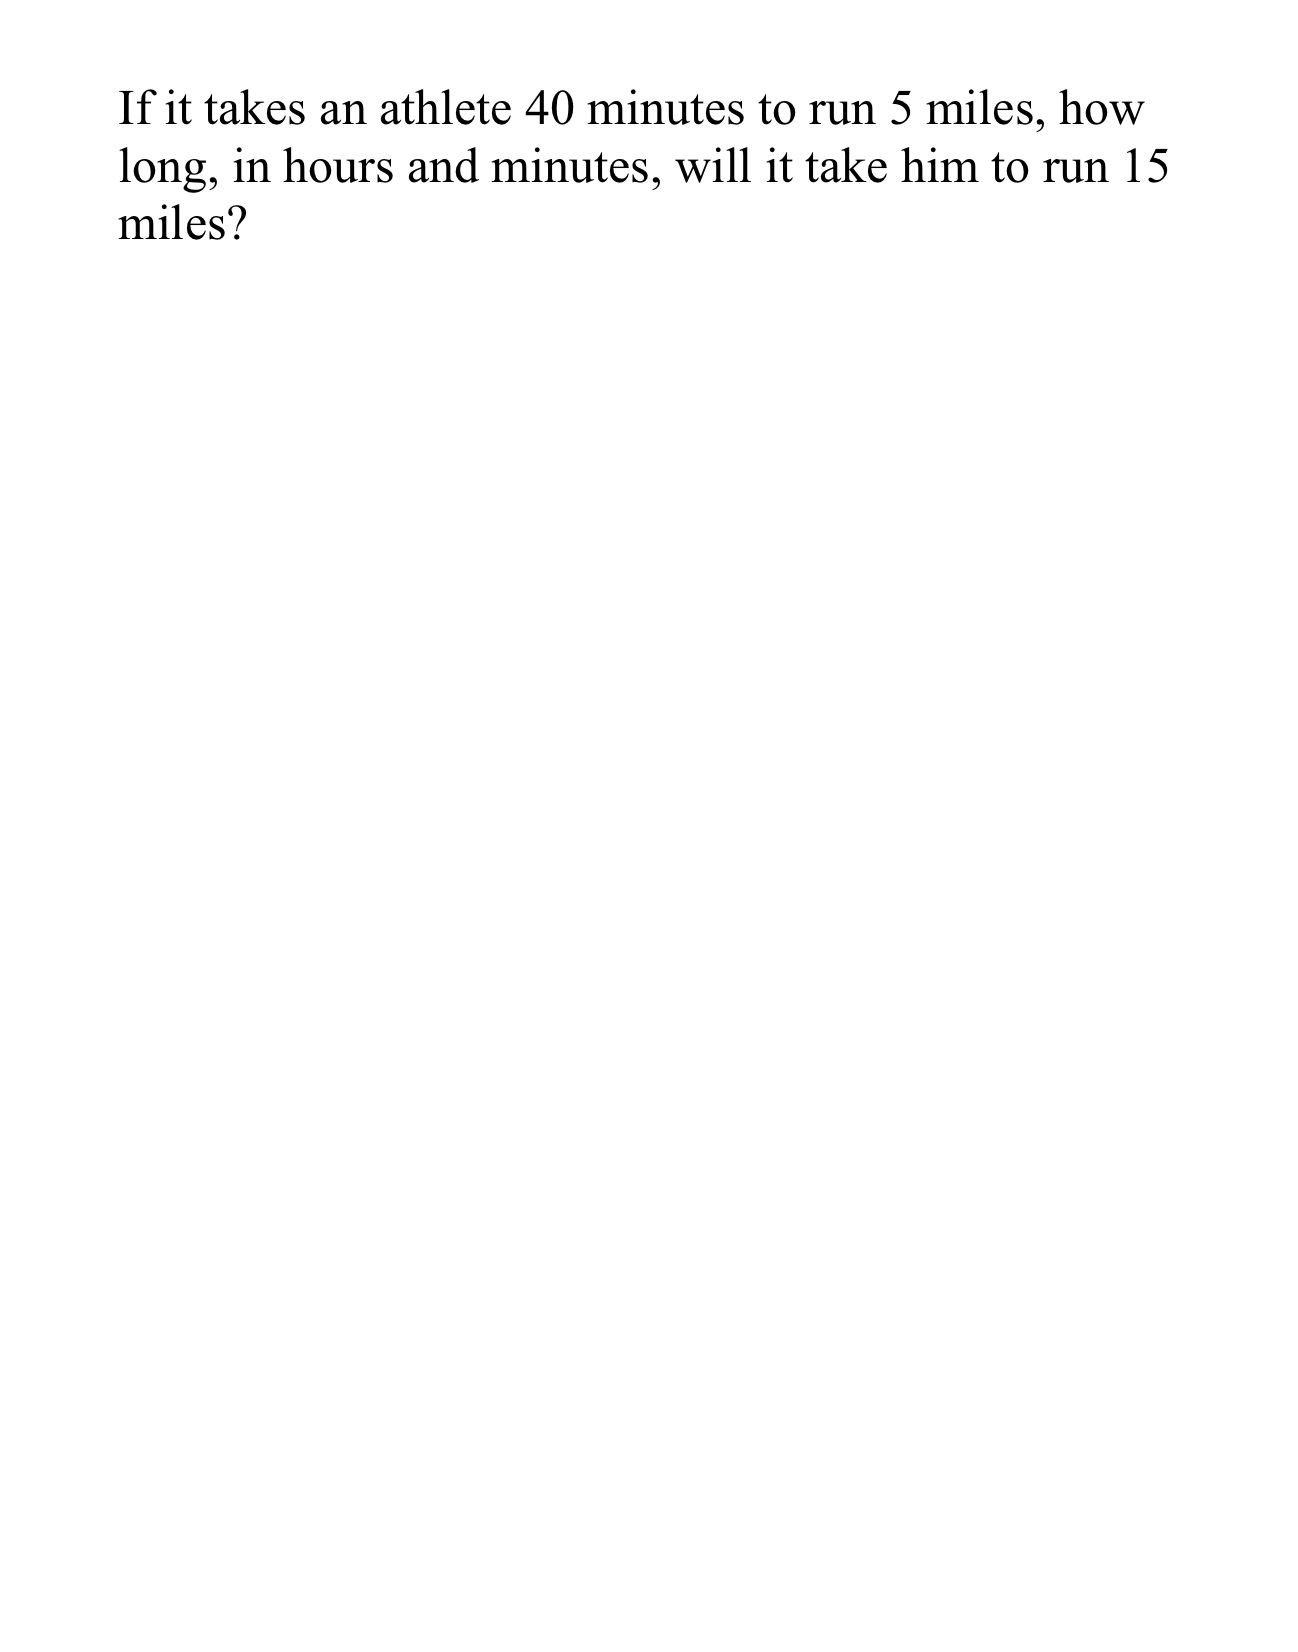 If it takes an athlete 40 minutes to run 5 miles, how
long, in hours and minutes, will it take him to run 15
miles?